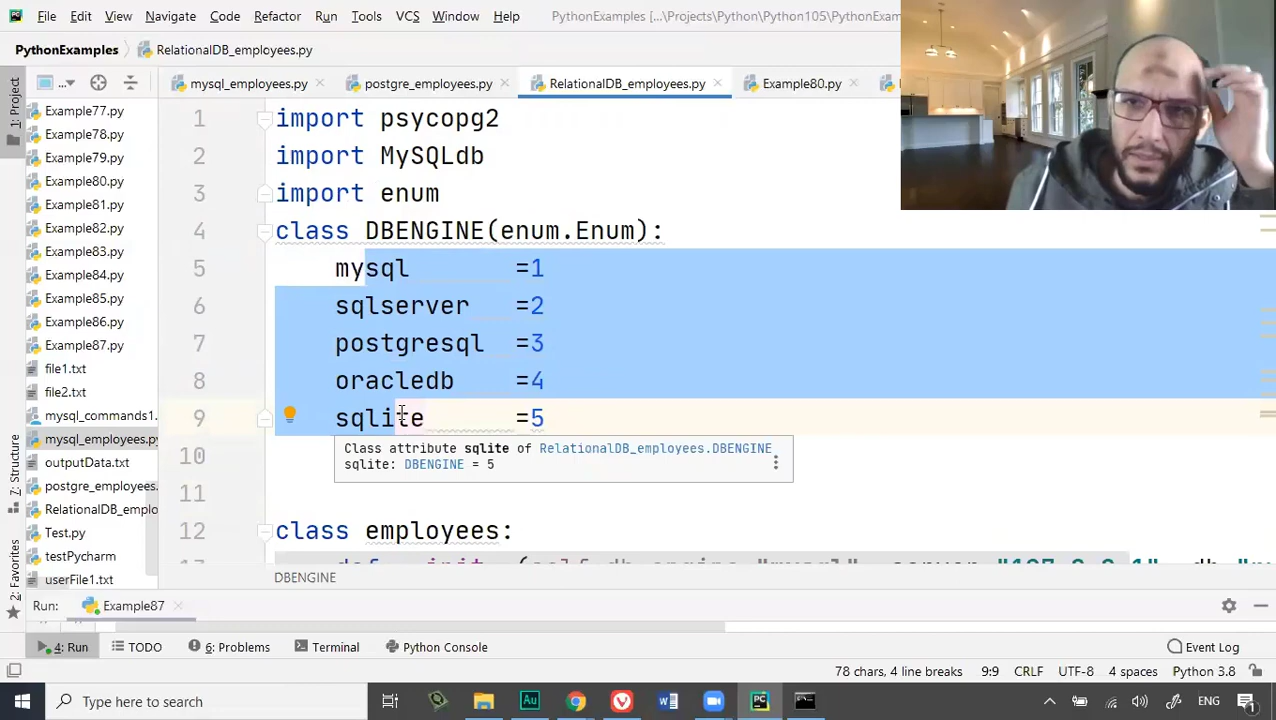 File Edit View Navigate Code Refactor Run Tools VCS Window Help PythonExamples [...\Projects\Python\Python105\PythonExamples
PythonExamples RelationalDB_employees.py
mysql_employees.py postgre_employees.py RelationalDB_employees.py Example80.py
1: Project
Example77.py
Example78.py
Example79.py
Example80.py
Example81.py
Example82.py
Example83.py
Example84.py
Example85.py
Example86.py
Example87.py
file1.txt
file2.txt
mysql_commands1.
mysql_employees.py
outputData.txt
postgre_employees.
RelationalDB_emplo
Test.py
testPycharm
userFile1.txt
7: Structure
2: Favorites
1 import psycopg2
2 import MySQLdb
3 import enum
4 class DBENGINE(enum.Enum):
5 mysql =1
6 sqlserver =2
7 postgresql =3
8 oracledb =4
9 sqlite =5
Class attribute sqlite of RelationalDB_employees.DBENGINE
sqlite: DBENGINE = 5
10
11
12 class employees:
DBENGINE
Run: Example87
4: Run TODO 6: Problems Terminal Python Console Event Log
78 chars, 4 line breaks 9:9 CRLF UTF-8 4 spaces Python 3.8
Type here to search ENG